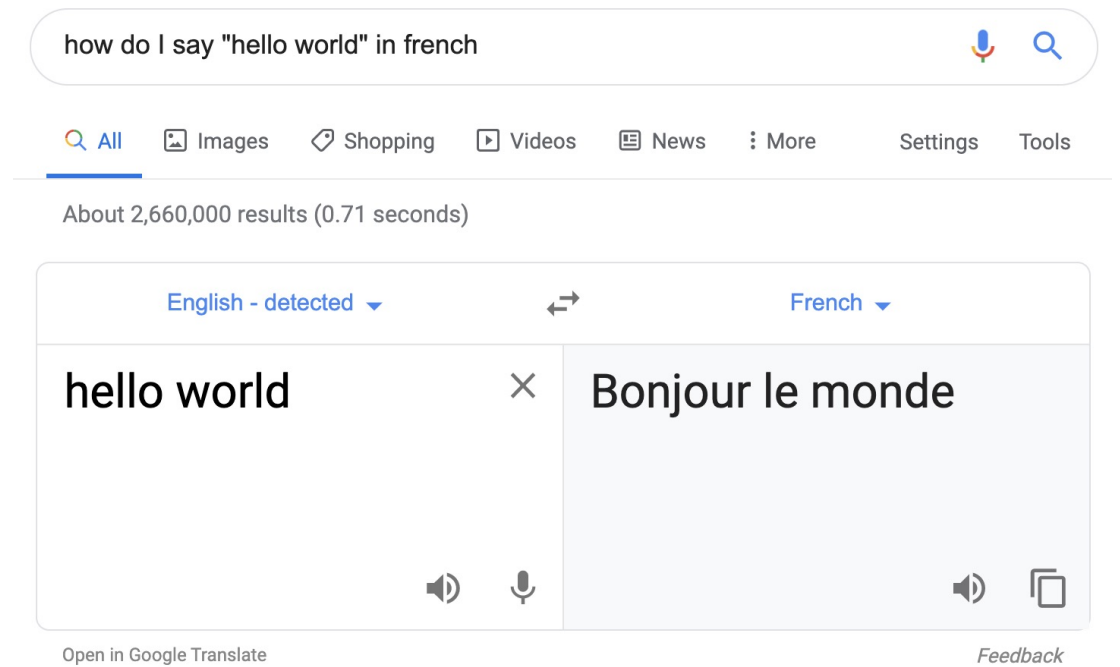 how do I say "hello world" in french
All Images Shopping Videos News More Settings Tools
About 2,660,000 results (0.71 seconds)
English - detected French
hello world Bonjour le monde
Open in Google Translate Feedback